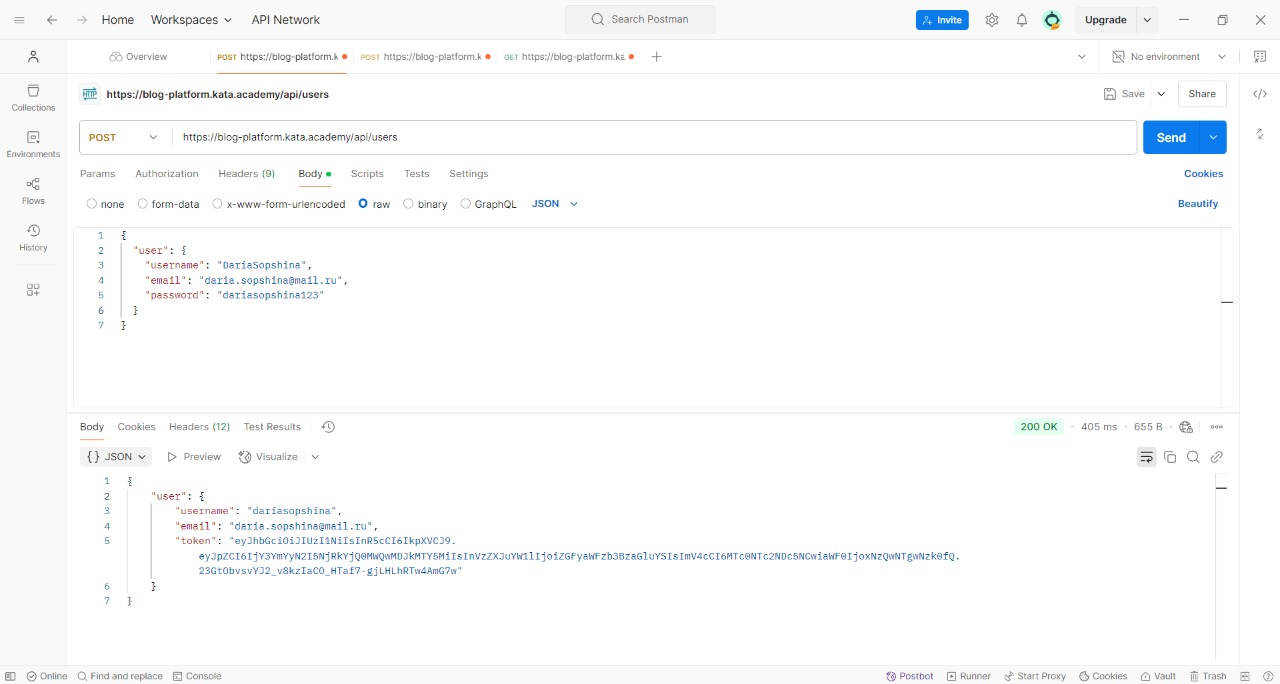 Home Workspaces API Network Search Postman Invite Upgrade
Overview POST https://blog-platform.k POST https://blog-platform.k GET https://blog-platform.ka No environment
Collections
Environments
Flows
History
HTTP https://blog-platform.kata.academy/api/users Save Share
POST https://blog-platform.kata.academy/api/users Send
Params Authorization Headers (9) Body Scripts Tests Settings Cookies
none form-data x-www-form-urlencoded raw binary GraphQL JSON Beautify
1 {
2 "user": {
3 "username": "DariaSopshina",
4 "email": "daria.sopshina@mail.ru",
5 "password": "dariasopshina123"
6 }
7 }
Body Cookies Headers (12) Test Results 200 OK 405 ms 655 B
{} JSON Preview Visualize
1 {
2 "user": {
3 "username": "dariasopshina",
4 "email": "daria.sopshina@mail.ru",
5 "token": "eyJhbGciOiJIUzI1NiIsInR5cCI6IkpXVCJ9.
6 }
7 }
Online Find and replace Console Postbot Runner Start Proxy Cookies Vault Trash